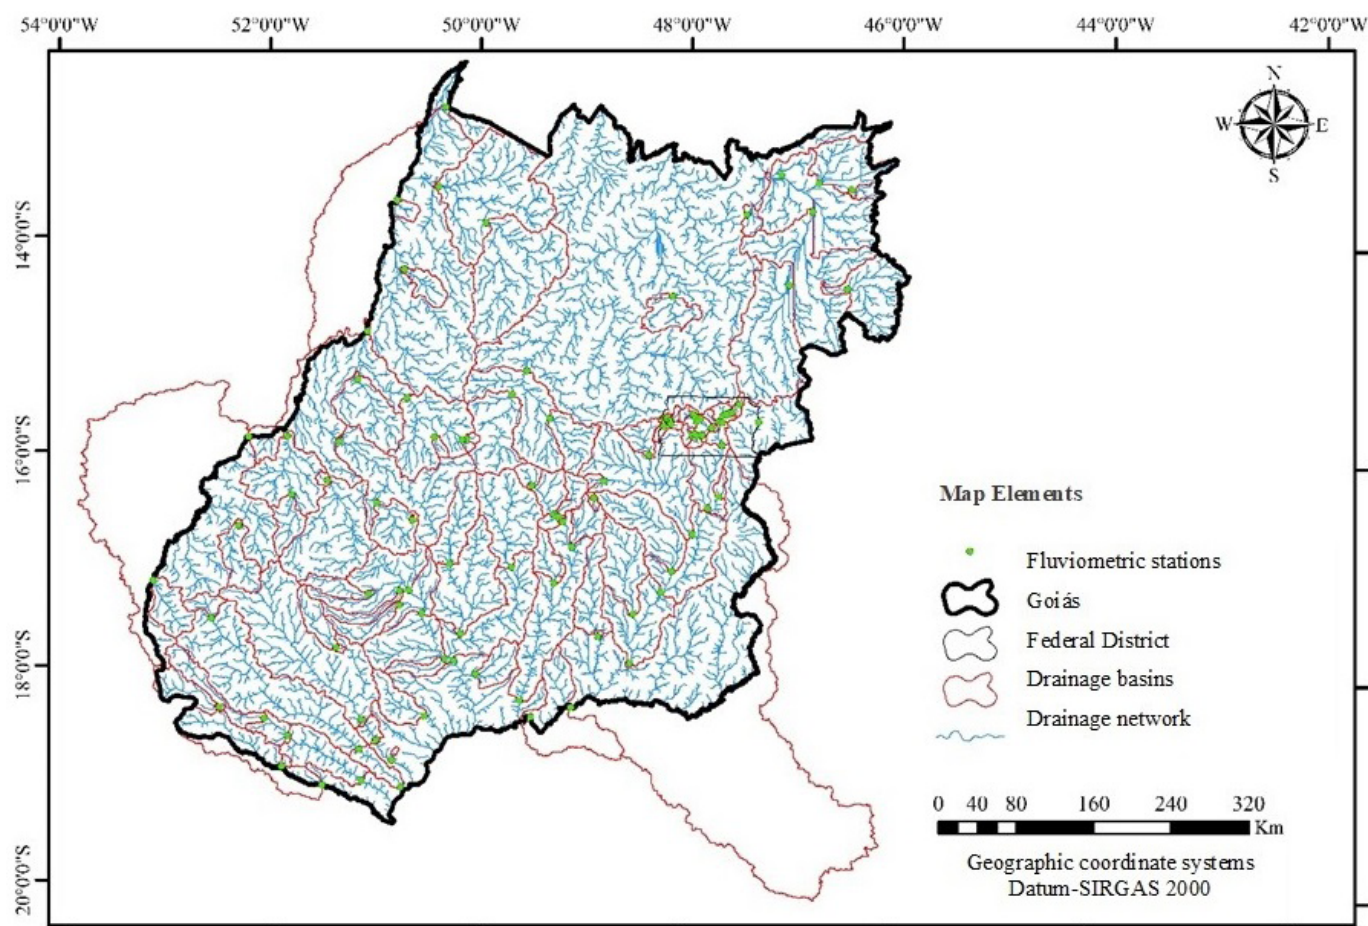 54°0'0"W 52°0'0"W 50°0'0"W 48°0'0"W 46°0'0"W 44°0'0"W 42°0'0"W
N
W E
S
14°0'0"S
16°0'0"S
18°0'0"S
20°0'0"S
Map Elements
Fluviometric stations
Goiás
Federal District
Drainage basins
Drainage network
0 40 80 160 240 320
Km
Geographic coordinate systems
Datum-SIRGAS 2000